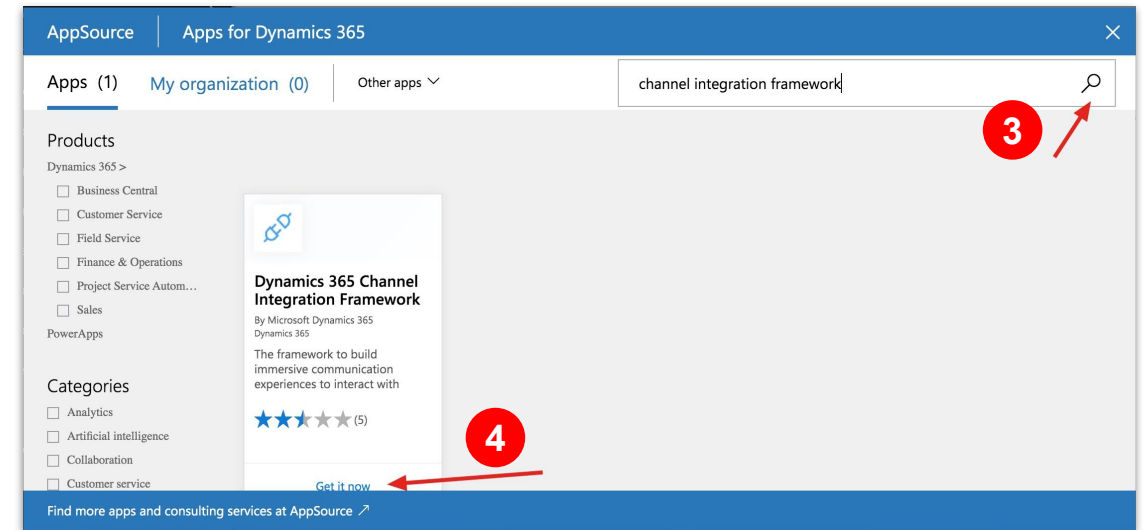 AppSource
Apps for Dynamics 365
Apps (1)
My organization (0)
Other apps
channel integration framework
3
Products
Dynamics 365 >
Business Central
Customer Service
Field Service
Finance & Operations
Project Service Autom...
Sales
PowerApps
Categories
Analytics
Artificial intelligence
Collaboration
Customer service
Dynamics 365 Channel
Integration Framework
By Microsoft Dynamics 365
Dynamics 365
The framework to build
immersive communication
experiences to interact with
(5)
4
Get it now
Find more apps and consulting services at AppSource